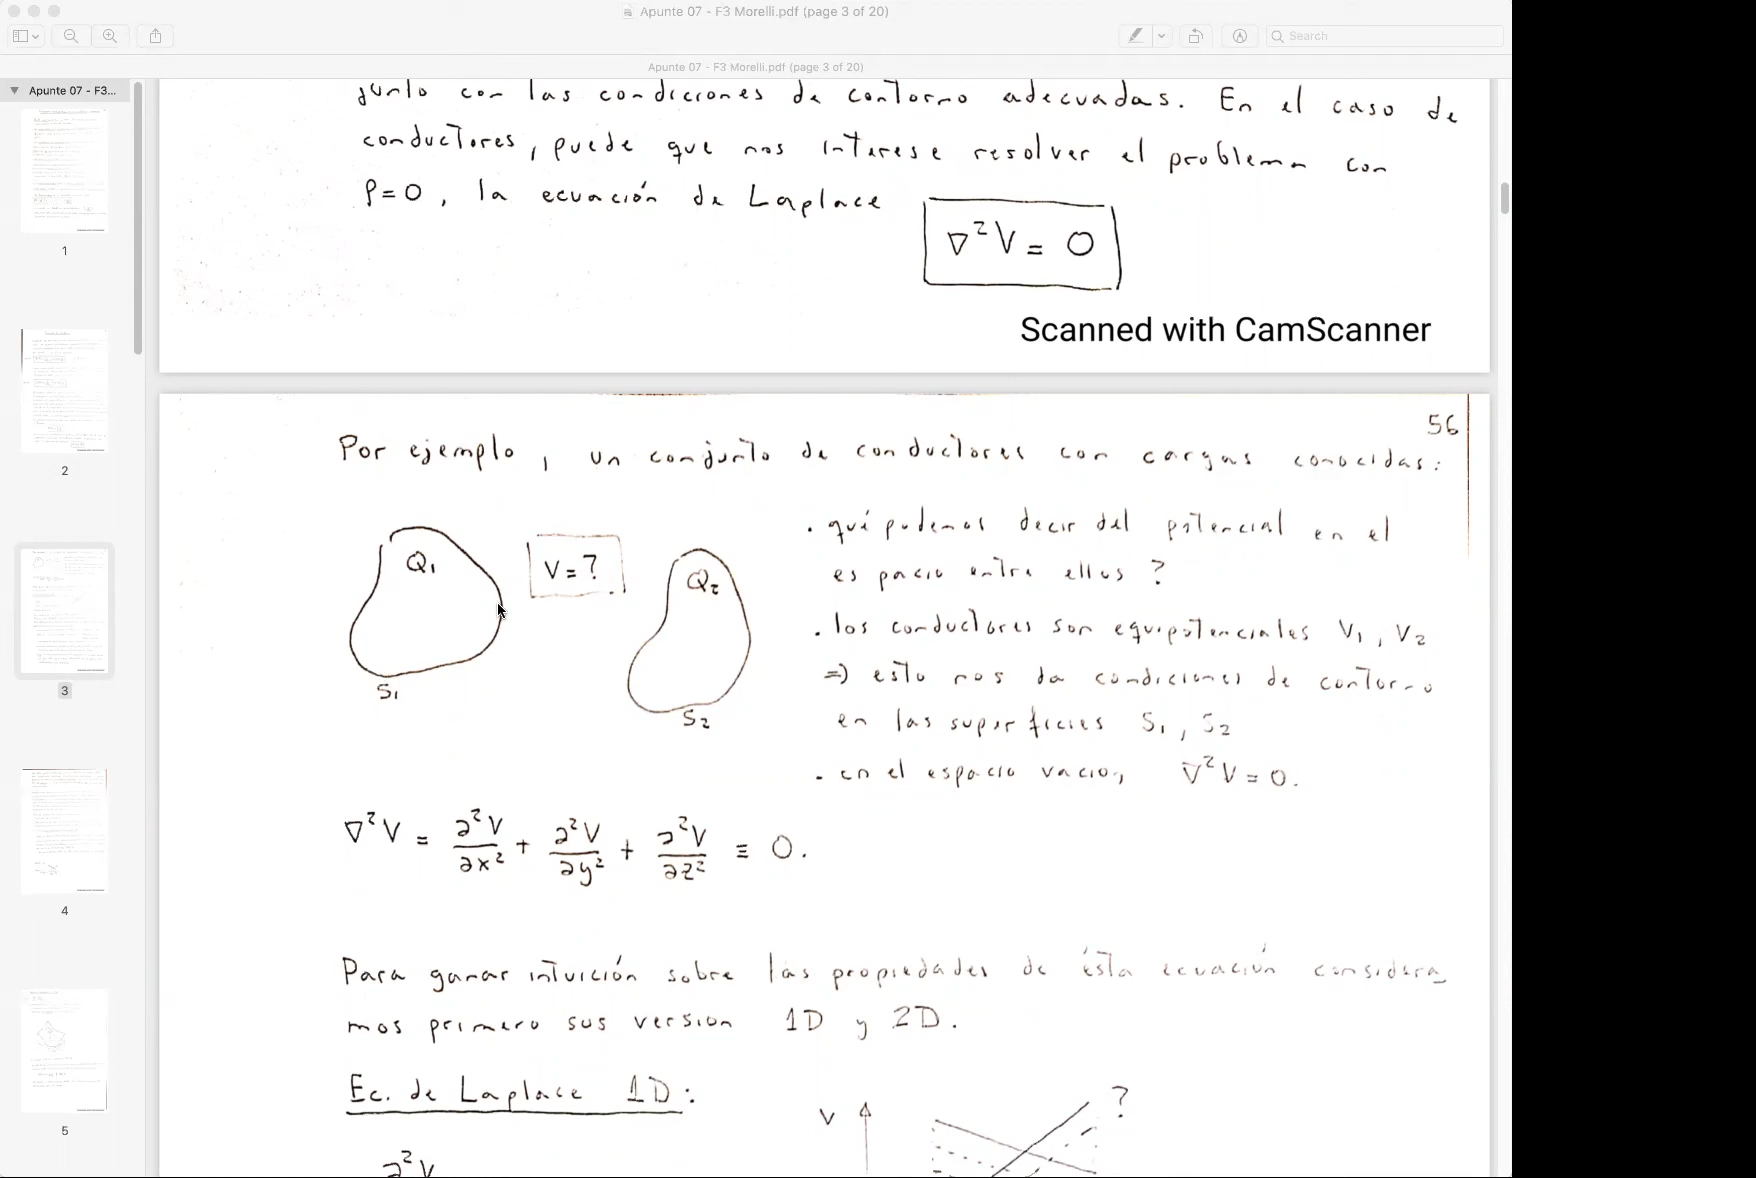 Apunte 07 - F3 Morelli.pdf (page 3 of 20)
Search
Apunte 07 - F3 Morelli.pdf (page 3 of 20)
Apunte 07 - F3...
1
2
3
4
5
junto con las condiciones de contorno adecuadas. En el caso de
conductores, puede que nos interese resolver el problema con
ρ=0, la ecuación de Laplace
∇²V = 0
Scanned with CamScanner
56
Por ejemplo, un conjunto de conductores con cargas conocidas:
Q₁
S₁
V=?
Q₂
S₂
. qué podemos decir del potencial en el
espacio entre ellos ?
. los conductores son equipotenciales V₁, V₂
=) esto nos da condiciones de contorno
en las superficies S₁, S₂
. en el espacio vacio, ∇²V = 0.
∇²V = ∂²V/∂x² + ∂²V/∂y² + ∂²V/∂z² ≡ 0.
Para ganar intuición sobre las propiedades de ésta ecuación considera_
mos primero sus version 1D y 2D.
Ec. de Laplace 1D:
V
?
∂²V